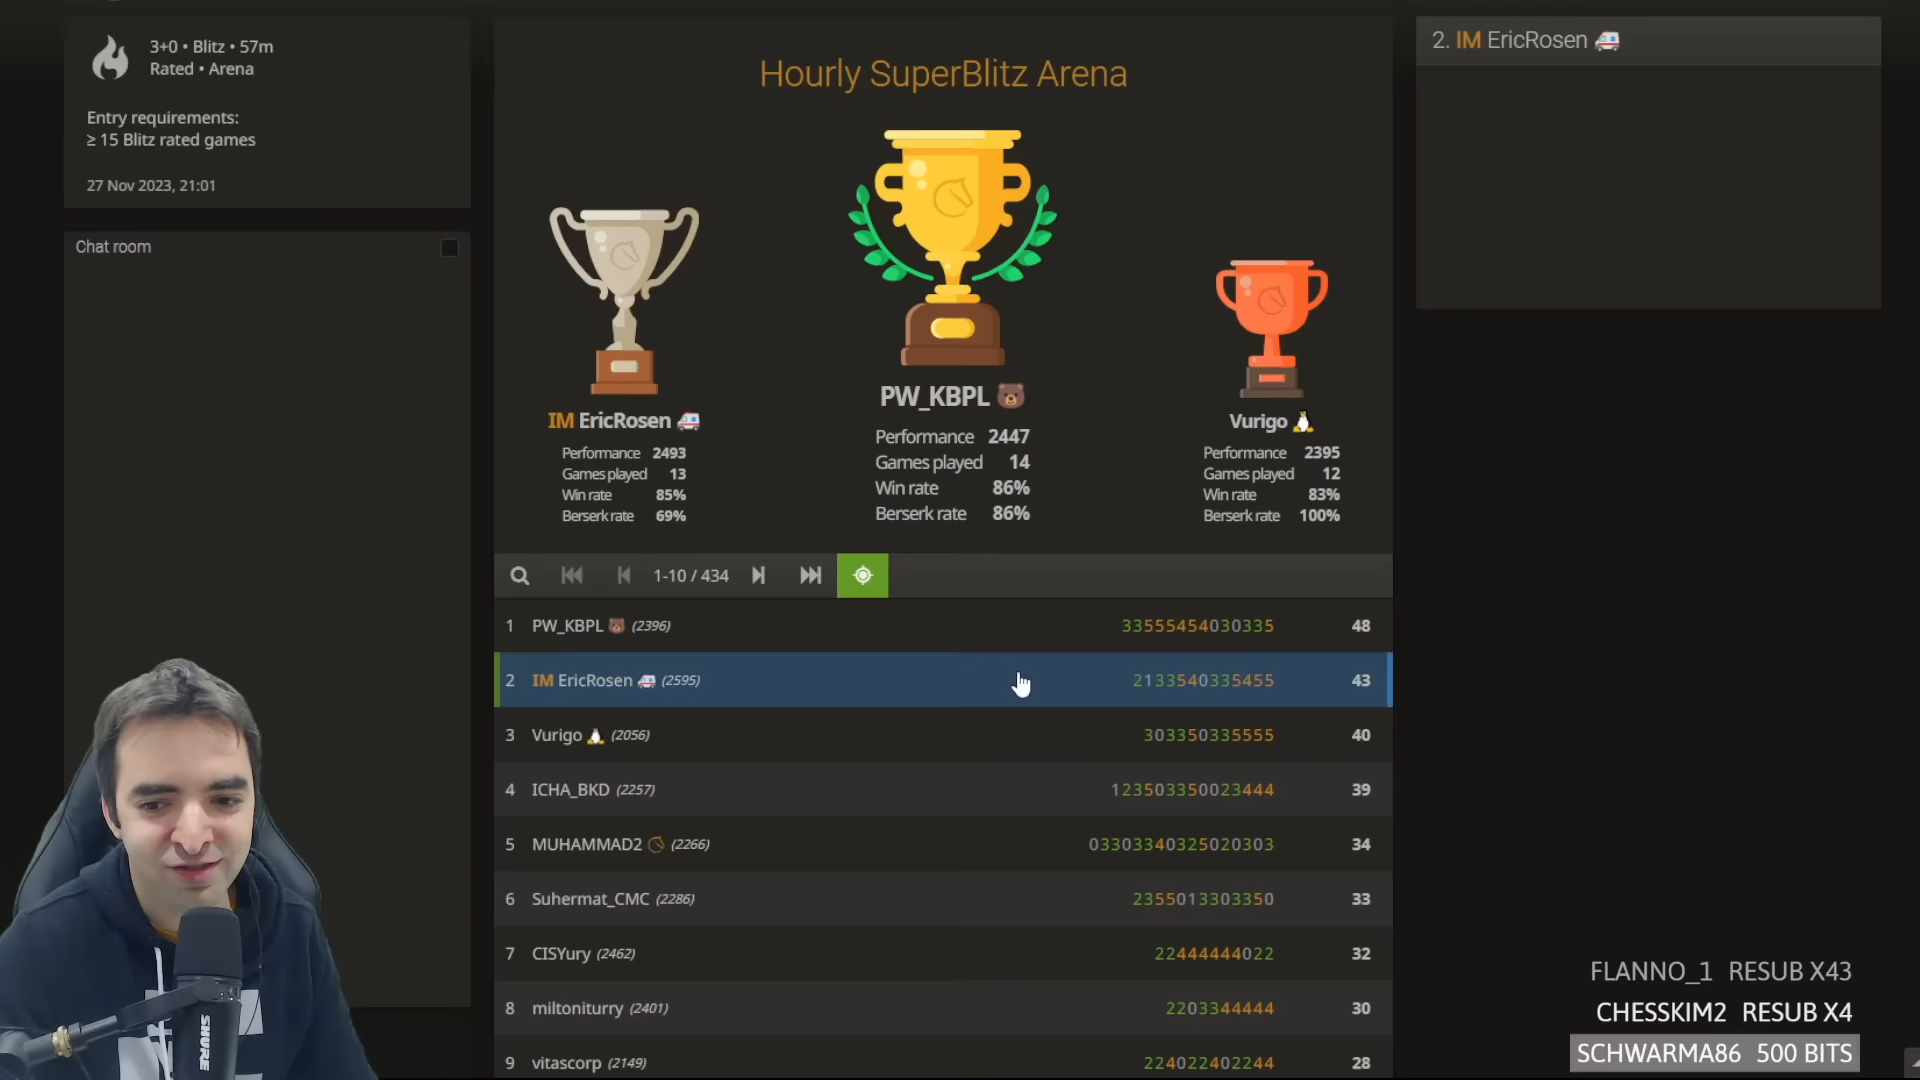 3+0 • Blitz • 57m
Rated • Arena
Entry requirements:
≥ 15 Blitz rated games
27 Nov 2023, 21:01
Chat room
Hourly SuperBlitz Arena
IM EricRosen
Performance 2493
Games played 13
Win rate 85%
Berserk rate 69%
PW_KBPL
Performance 2447
Games played 14
Win rate 86%
Berserk rate 86%
Vurigo
Performance 2395
Games played 12
Win rate 83%
Berserk rate 100%
1-10 / 434
1 PW_KBPL (2396) 33555454030335 48
2 IM EricRosen (2595) 2133540335455 43
3 Vurigo (2056) 303350335555 40
4 ICHA_BKD (2257) 123503350023444 39
5 MUHAMMAD2 (2266) 03303340325020303 34
6 Suhermat_CMC (2286) 2355013303350 33
7 CISYury (2462) 22444444022 32
8 miltoniturry (2401) 2203344444 30
9 vitascorp (2149) 224022402244 28
2. IM EricRosen
SHURE
FLANNO_1 RESUB X43
CHESSKIM2 RESUB X4
SCHWARMA86 500 BITS